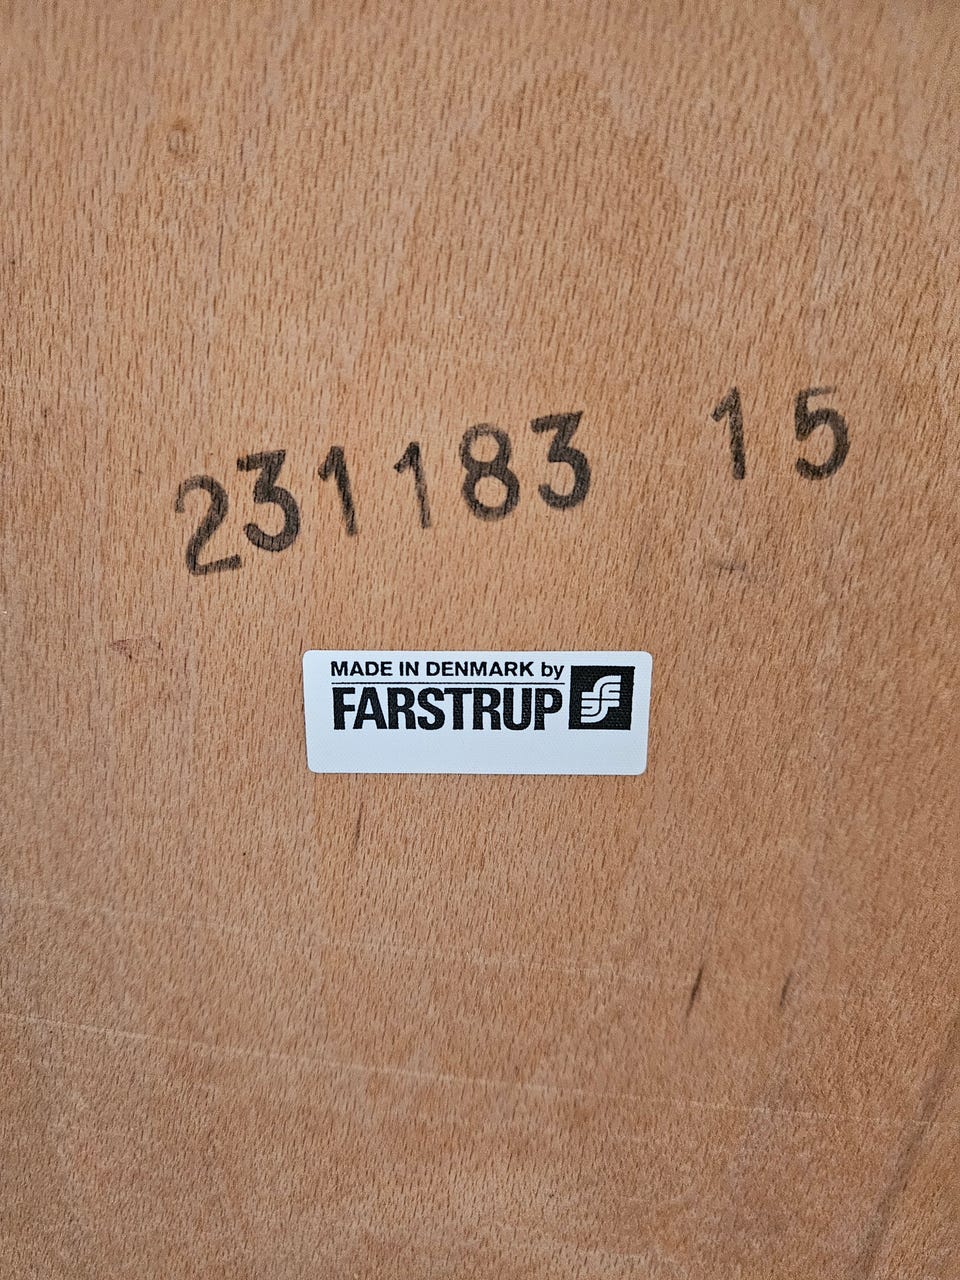 231183 15
MADE IN DENMARK by
FARSTRUP